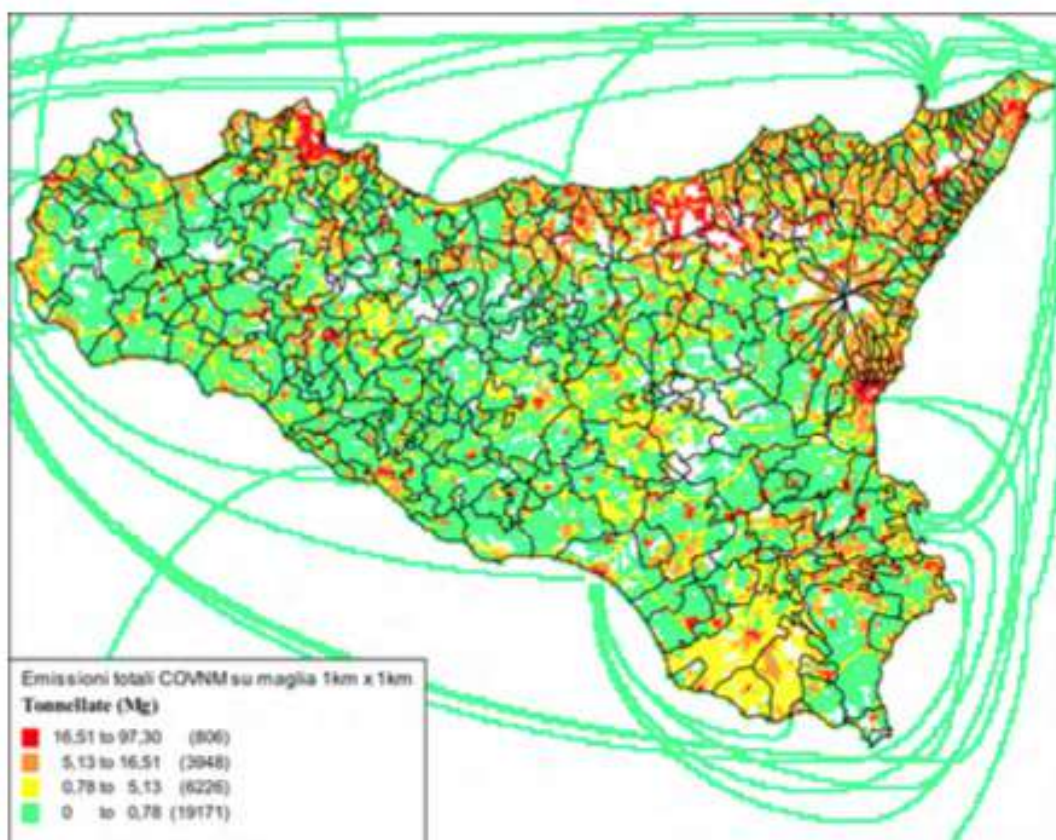 Emissioni totali COVNM su maglia 1km x 1km
Tonnellate (Mg)
16,51 to 97,30 (806)
5,13 to 16,51 (3948)
0,78 to 5,13 (6226)
0 to 0,78 (19171)